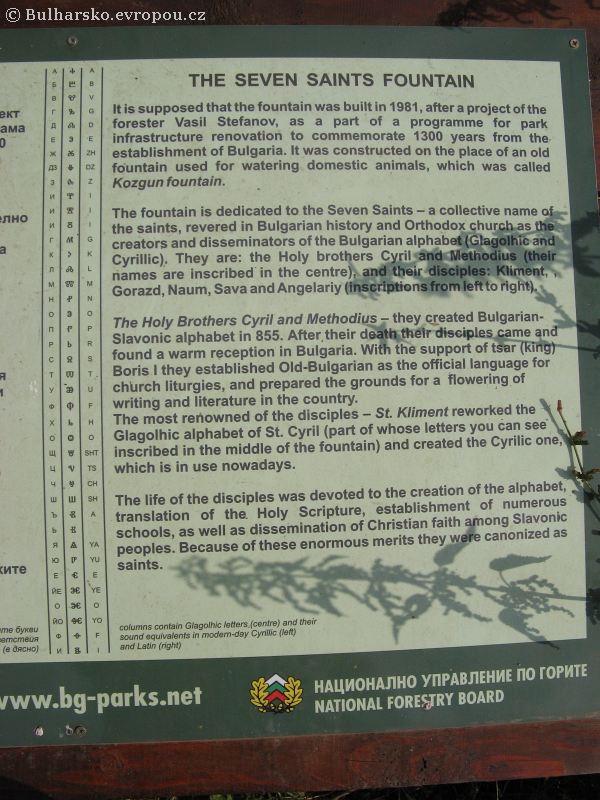 © Bulharsko.evropou.cz
THE SEVEN SAINTS FOUNTAIN
It is supposed that the fountain was built in 1981, after a project of the
forester Vasil Stefanov, as a part of a programme for park
infrastructure renovation to commemorate 1300 years from the
establishment of Bulgaria. It was constructed on the place of an old
fountain used for watering domestic animals, which was called
Kozgun fountain.
The fountain is dedicated to the Seven Saints – a collective name of
the saints, revered in Bulgarian history and Orthodox church as the
creators and disseminators of the Bulgarian alphabet (Glagolhic and
Cyrillic). They are: the Holy brothers Cyril and Methodius (their
names are inscribed in the centre), and their disciples: Kliment, ,
Gorazd, Naum, Sava and Angelariy (inscriptions from left to right).
The Holy Brothers Cyril and Methodius – they created Bulgarian-
Slavonic alphabet in 855. After their death their disciples came and
found a warm reception in Bulgaria. With the support of tsar (king)
Boris I they established Old-Bulgarian as the official language for
church liturgies, and prepared the grounds for a flowering of
writing and literature in the country.
The most renowned of the disciples – St. Kliment reworked the
Glagolhic alphabet of St. Cyril (part of whose letters you can see
inscribed in the middle of the fountain) and created the Cyrilic one,
which is in use nowadays.
The life of the disciples was devoted to the creation of the alphabet,
translation of the Holy Scripture, establishment of numerous
schools, as well as dissemination of Christian faith among Slavonic
peoples. Because of these enormous merits they were canonized as
saints.
columns contain Glagolhic letters,(centre) and their
sound equivalents in modern-day Cyrillic (left)
and Latin (right)
www.bg-parks.net
НАЦИОНАЛНО УПРАВЛЕНИЕ ПО ГОРИТЕ
NATIONAL FORESTRY BOARD